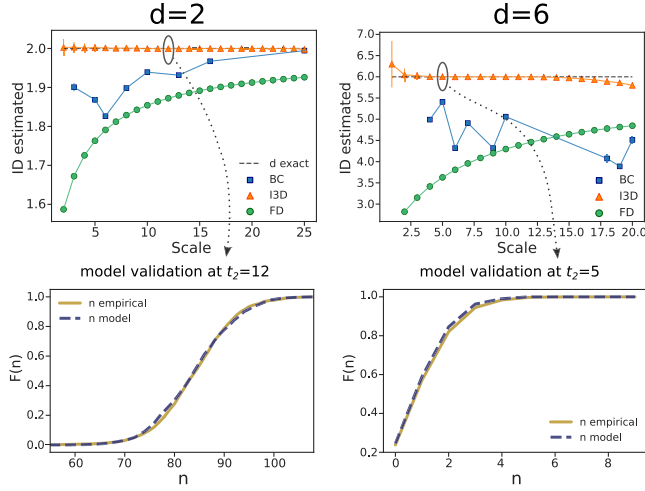 d=2
d=6
ID estimated
2.0
1.9
1.8
1.7
1.6
d exact
BC
I3D
FD
5
10
15
20
25
Scale
ID estimated
6.0
5.5
5.0
4.5
4.0
3.5
3.0
BC
I3D
FD
2.5
5.0
7.5
10.0
12.5
15.0
17.5
20.0
Scale
model validation at t₂=12
F(n)
1.0
0.8
0.6
0.4
0.2
0.0
n empirical
n model
60
70
80
90
100
n
model validation at t₂=5
F(n)
1.0
0.8
0.6
0.4
0.2
n empirical
n model
0
2
4
6
8
n